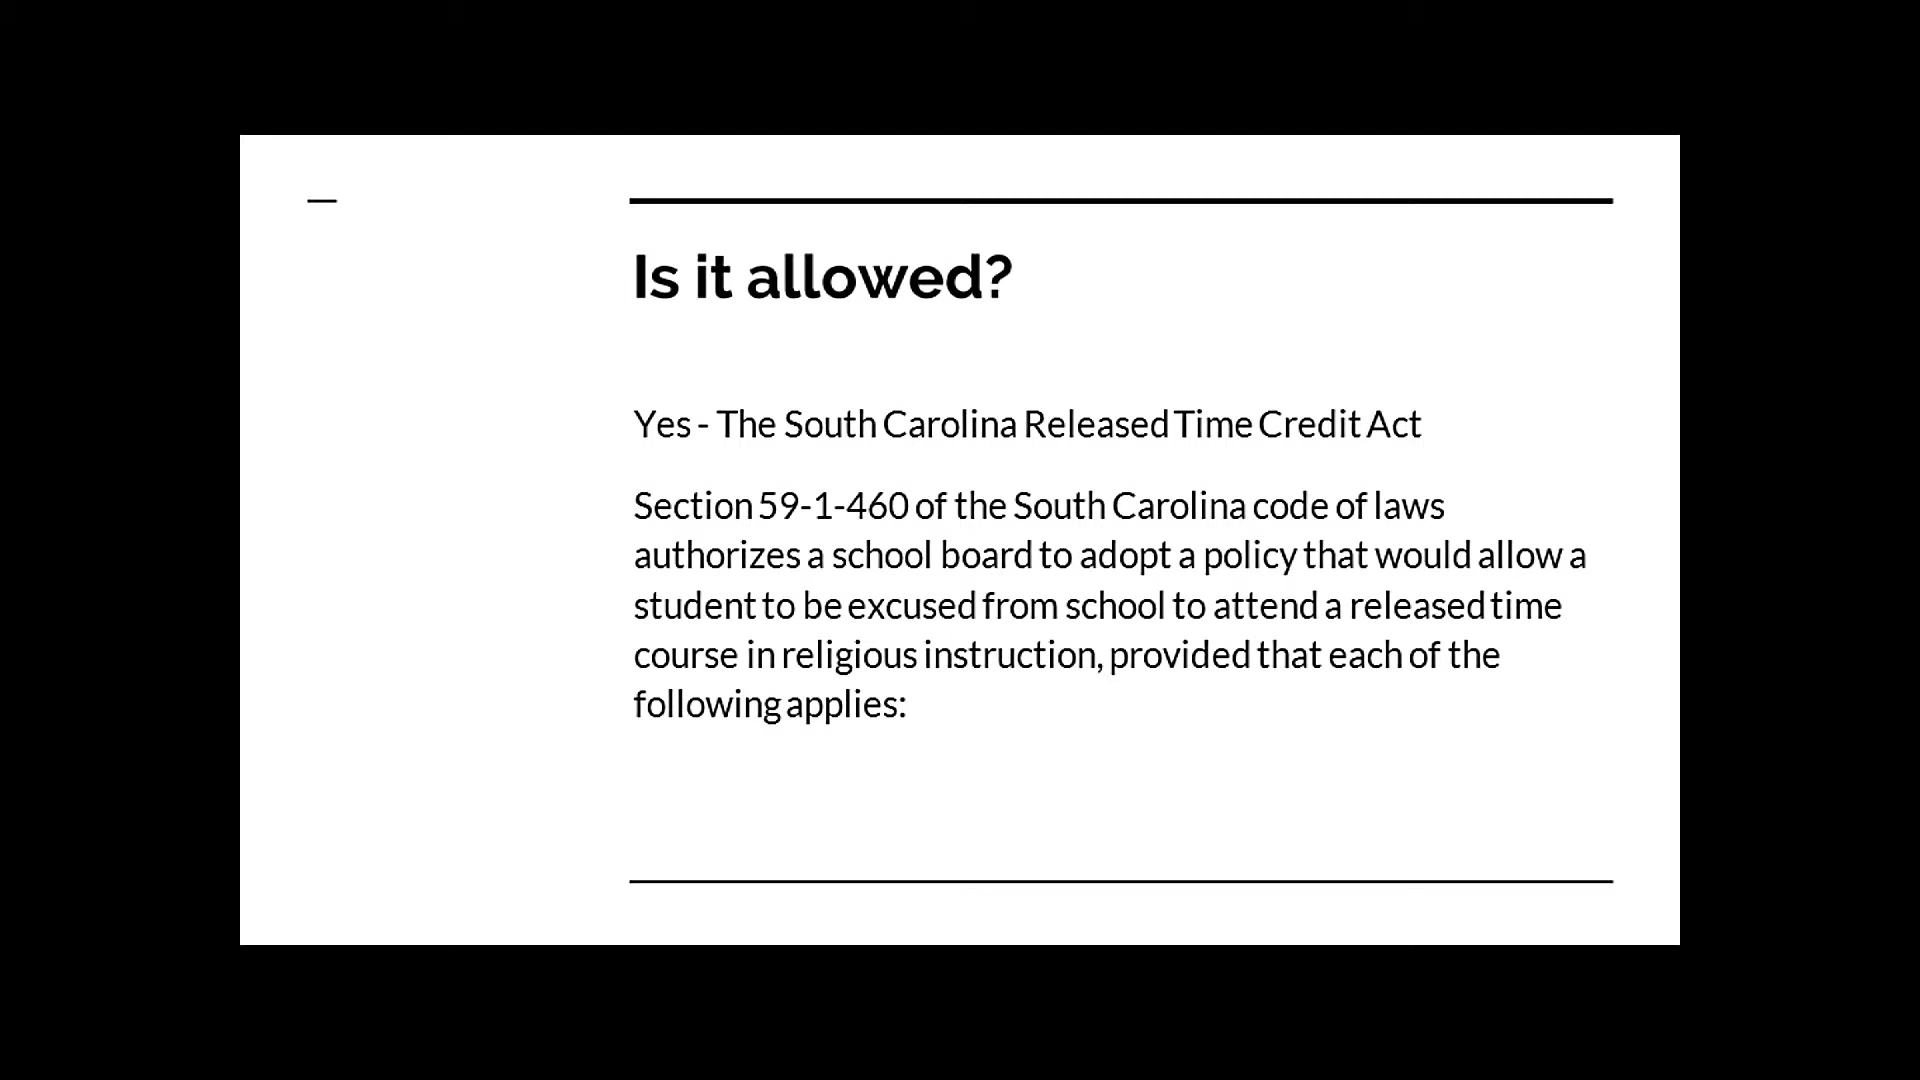 Is it allowed?
Yes - The South Carolina Released Time Credit Act
Section 59-1-460 of the South Carolina code of laws
authorizes a school board to adopt a policy that would allow a
student to be excused from school to attend a released time
course in religious instruction, provided that each of the
following applies: